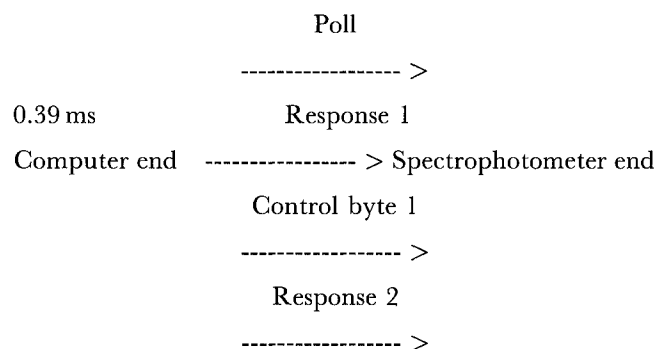 Poll
------------------ >
0.39 ms Response 1
Computer end ----------------- > Spectrophotometer end
Control byte 1
------------------ >
Response 2
------------------ >